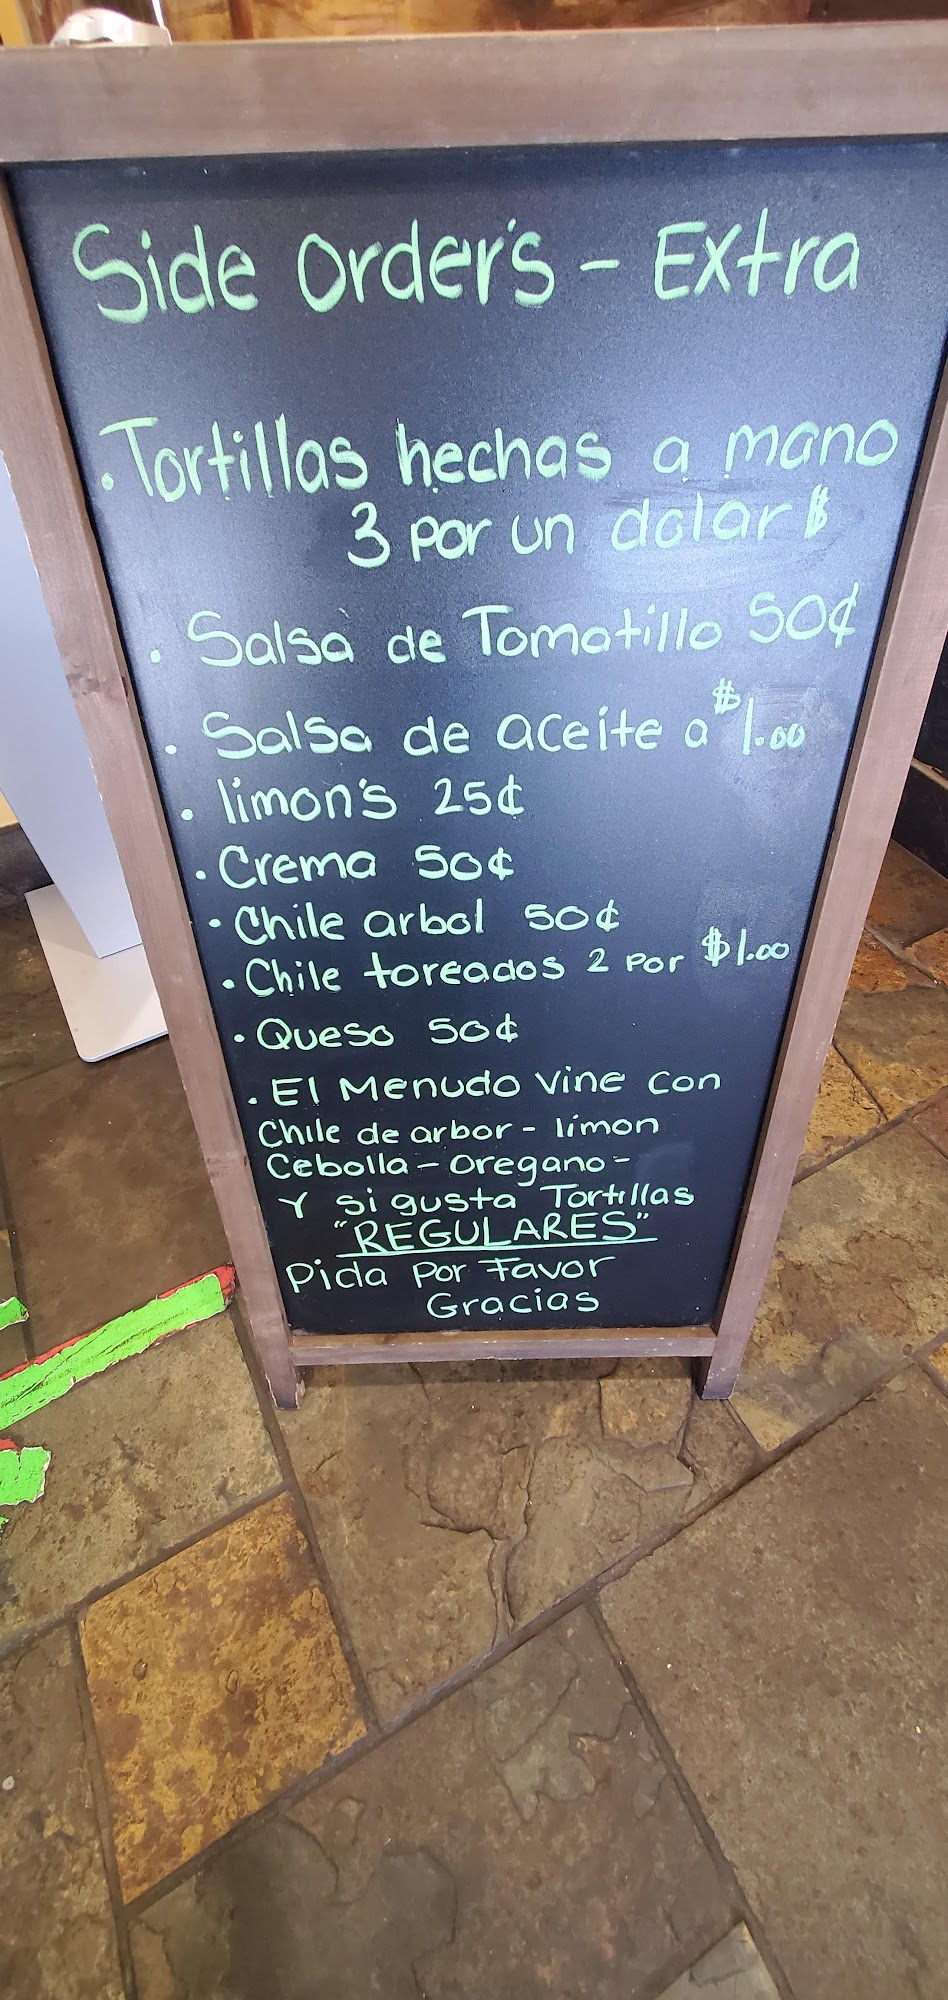 Side Order's - Extra
• Tortillas hechas a mano
3 por un dolar $
• Salsa de Tomatillo 50¢
• Salsa de aceite a $1.00
• limon's 25¢
• Crema 50¢
• Chile arbol 50¢
• Chile toreados 2 por $1.00
• Queso 50¢
• El Menudo Vine con
Chile de arbor - limon
Cebolla - oregano -
Y si gusta Tortillas
"REGULARES"
Pida Por Favor
Gracias